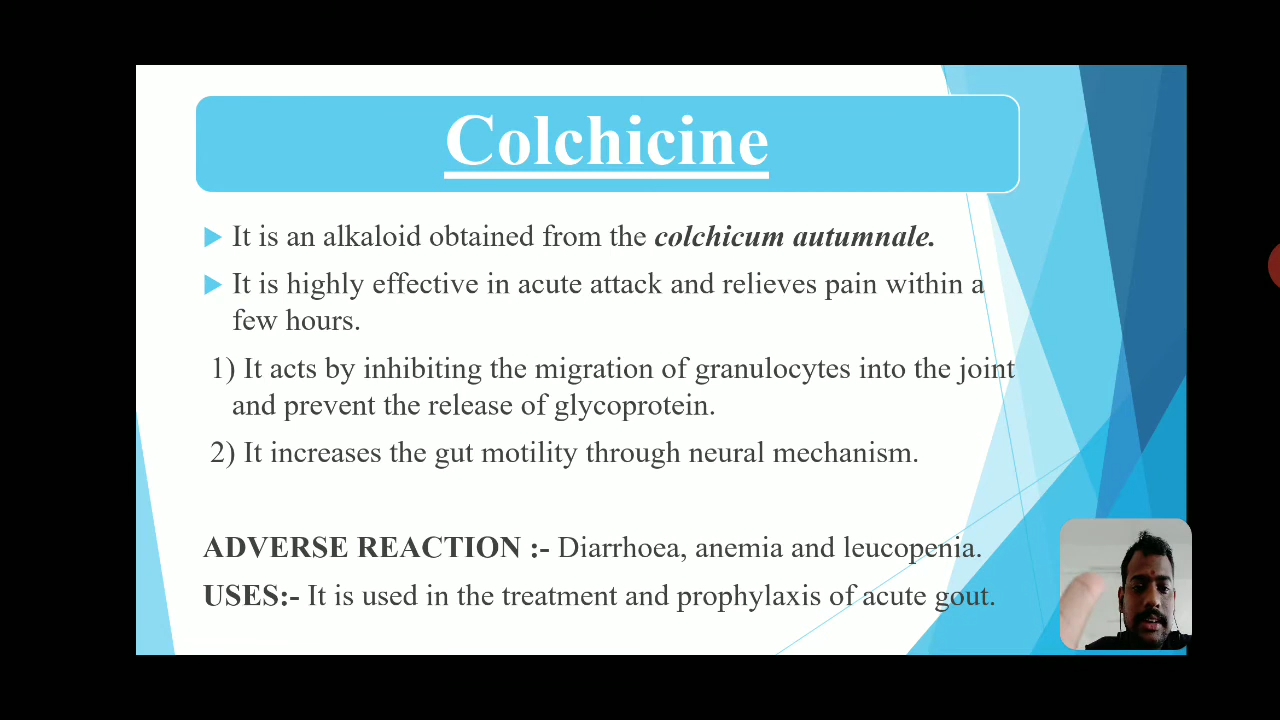 Colchicine
It is an alkaloid obtained from the colchicum autumnale.
It is highly effective in acute attack and relieves pain within a
few hours.
1) It acts by inhibiting the migration of granulocytes into the joint
and prevent the release of glycoprotein.
2) It increases the gut motility through neural mechanism.
ADVERSE REACTION :- Diarrhoea, anemia and leucopenia.
USES:- It is used in the treatment and prophylaxis of acute gout.